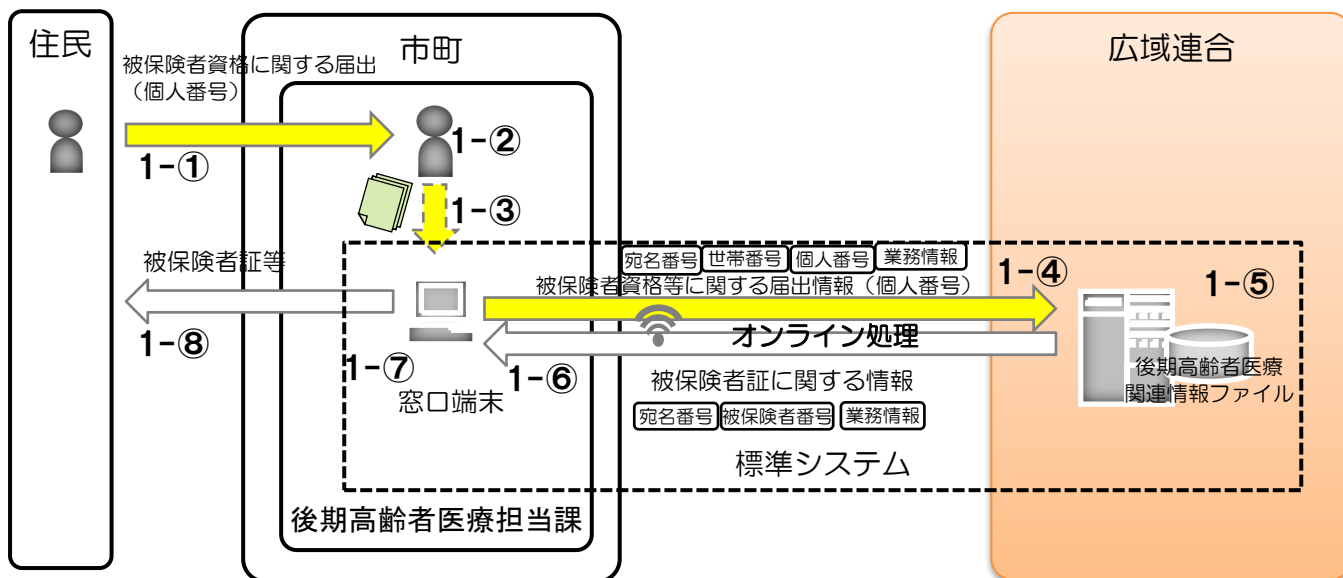 住民
市町
広域連合
被保険者資格に関する届出
（個人番号）
1-①
1-②
1-③
被保険者証等
宛名番号 世帯番号 個人番号 業務情報
被保険者資格等に関する届出情報（個人番号）
1-④
1-⑤
オンライン処理
1-⑧
1-⑦
1-⑥
窓口端末
被保険者証に関する情報
後期高齢者医療
関連情報ファイル
宛名番号 被保険者番号 業務情報
標準システム
後期高齢者医療担当課